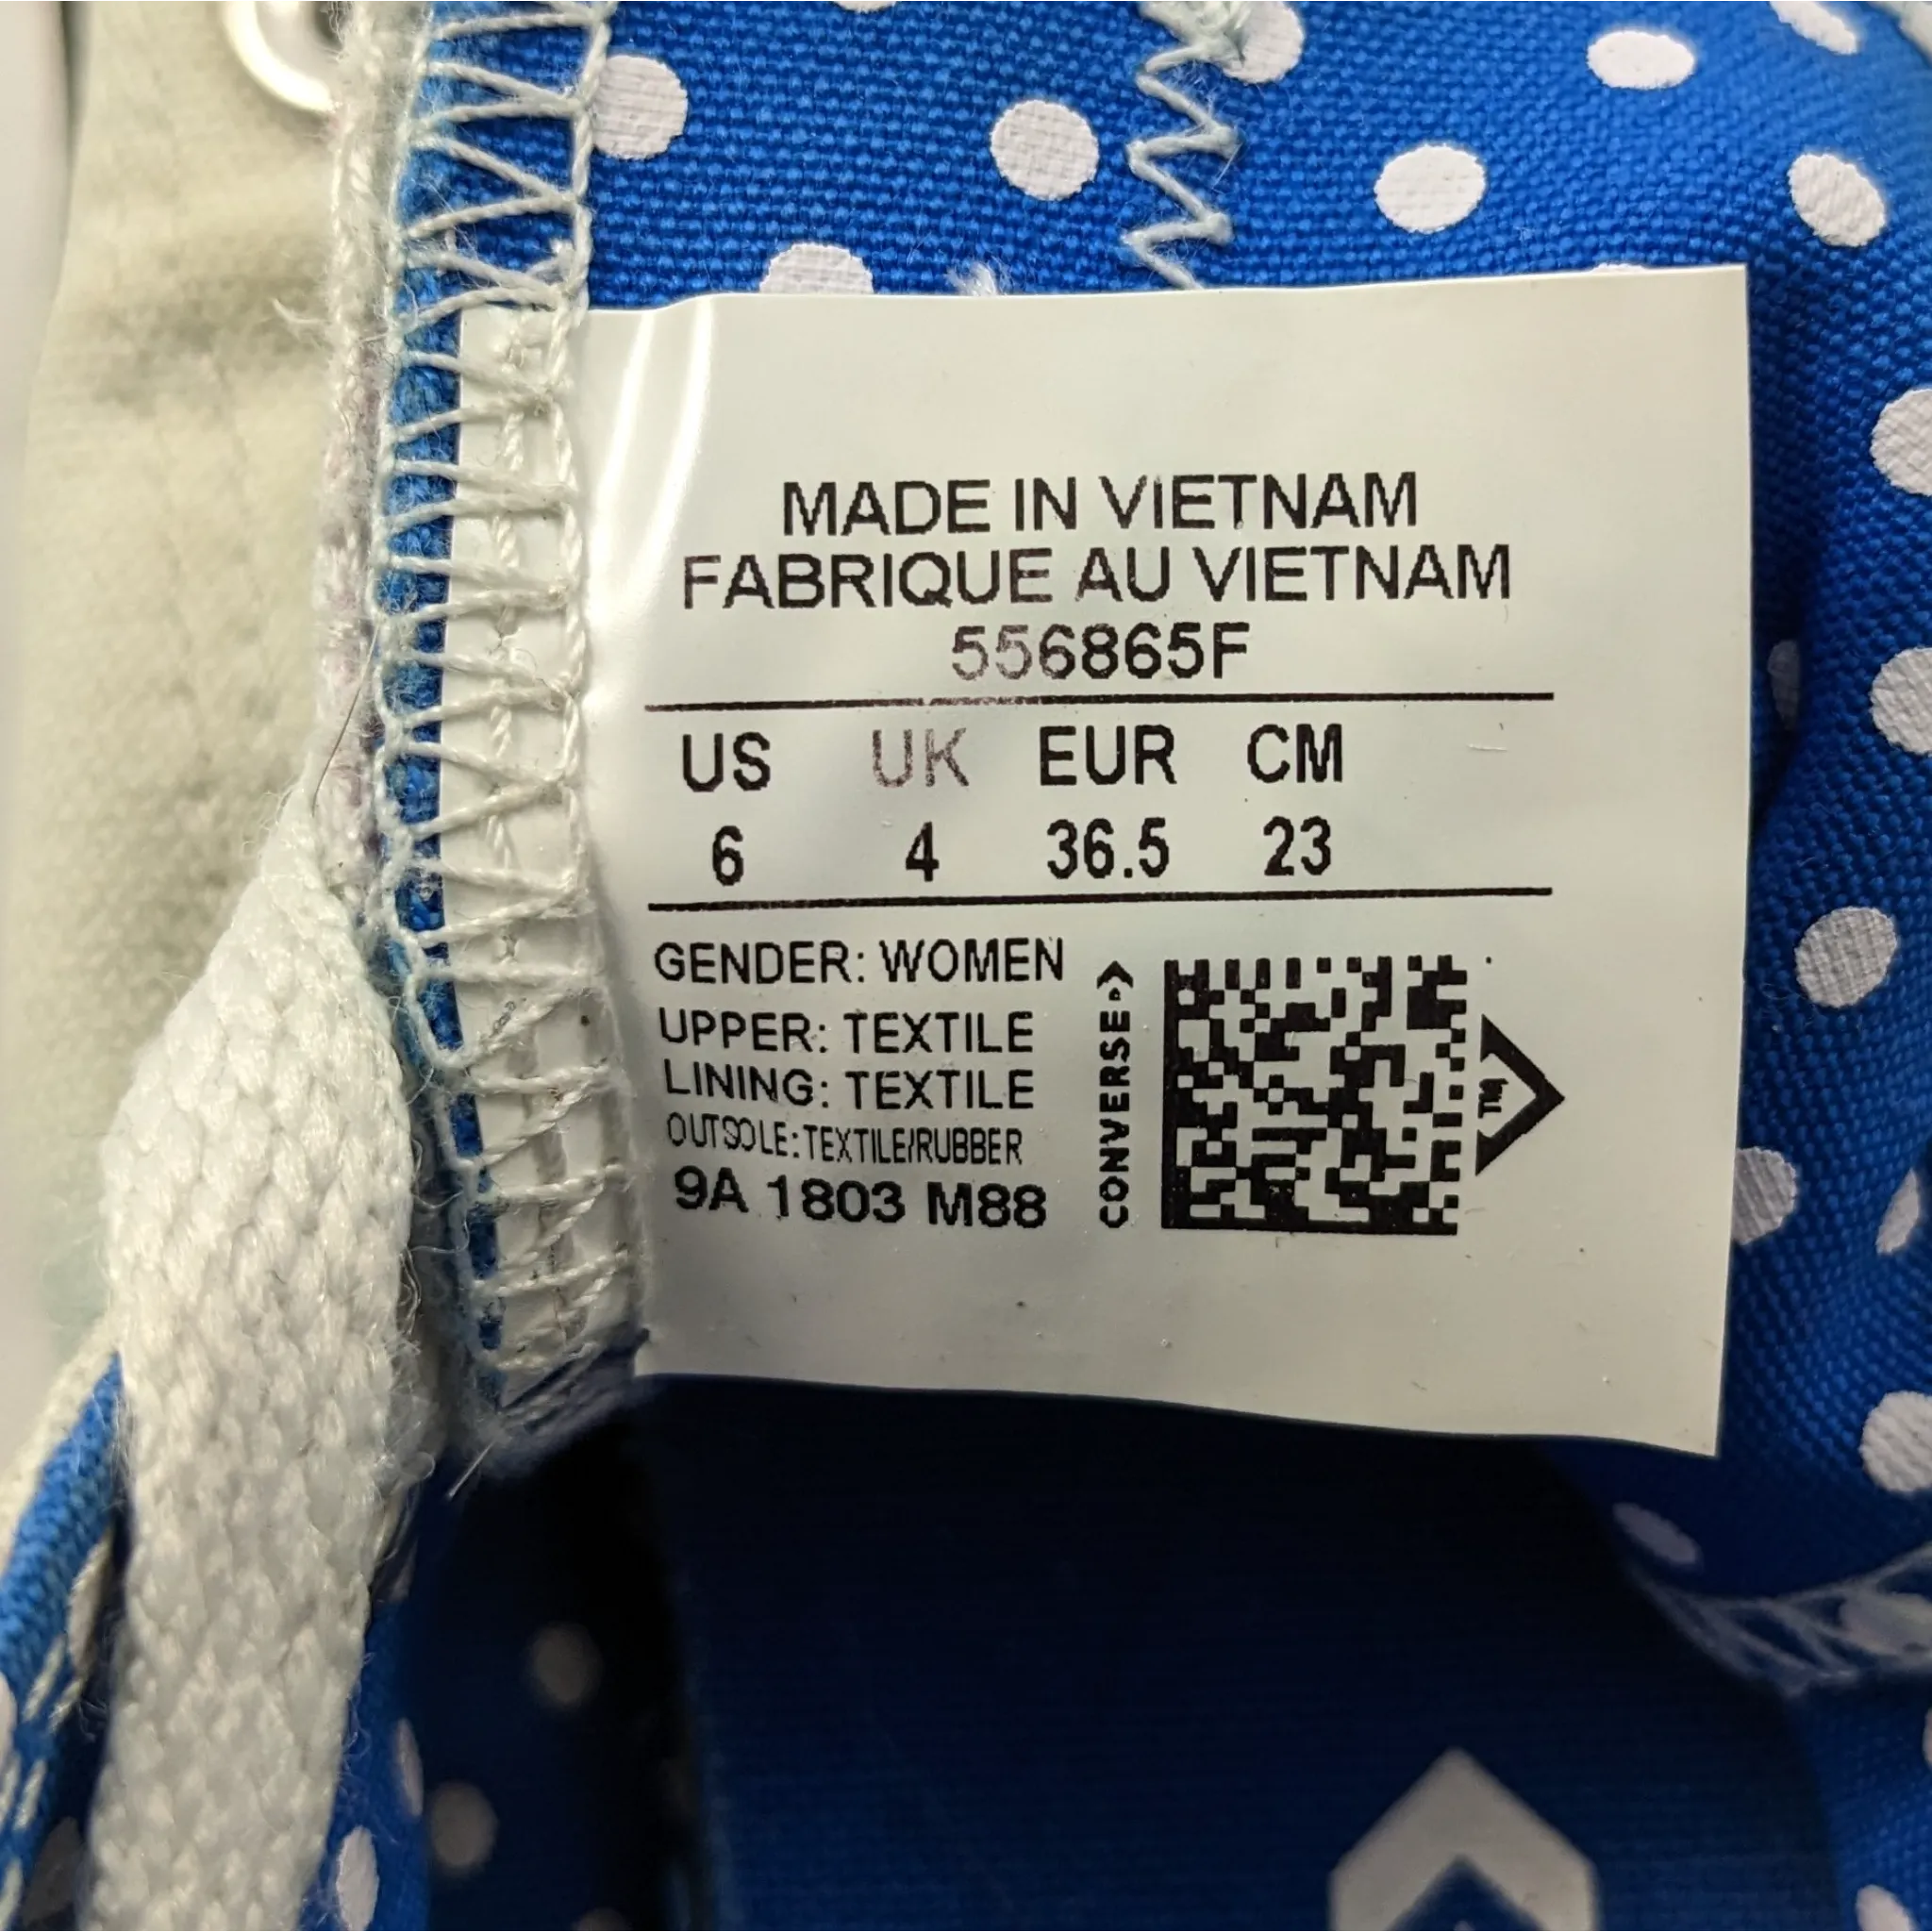 MADE IN VIETNAM
FABRIQUE AU VIETNAM
556865F
US UK EUR CM
6 4 36.5 23
GENDER: WOMEN
UPPER: TEXTILE
LINING: TEXTILE
OUTSOLE:TEXTILE/RUBBER
9A 1803 M88
CONVERSE
TM